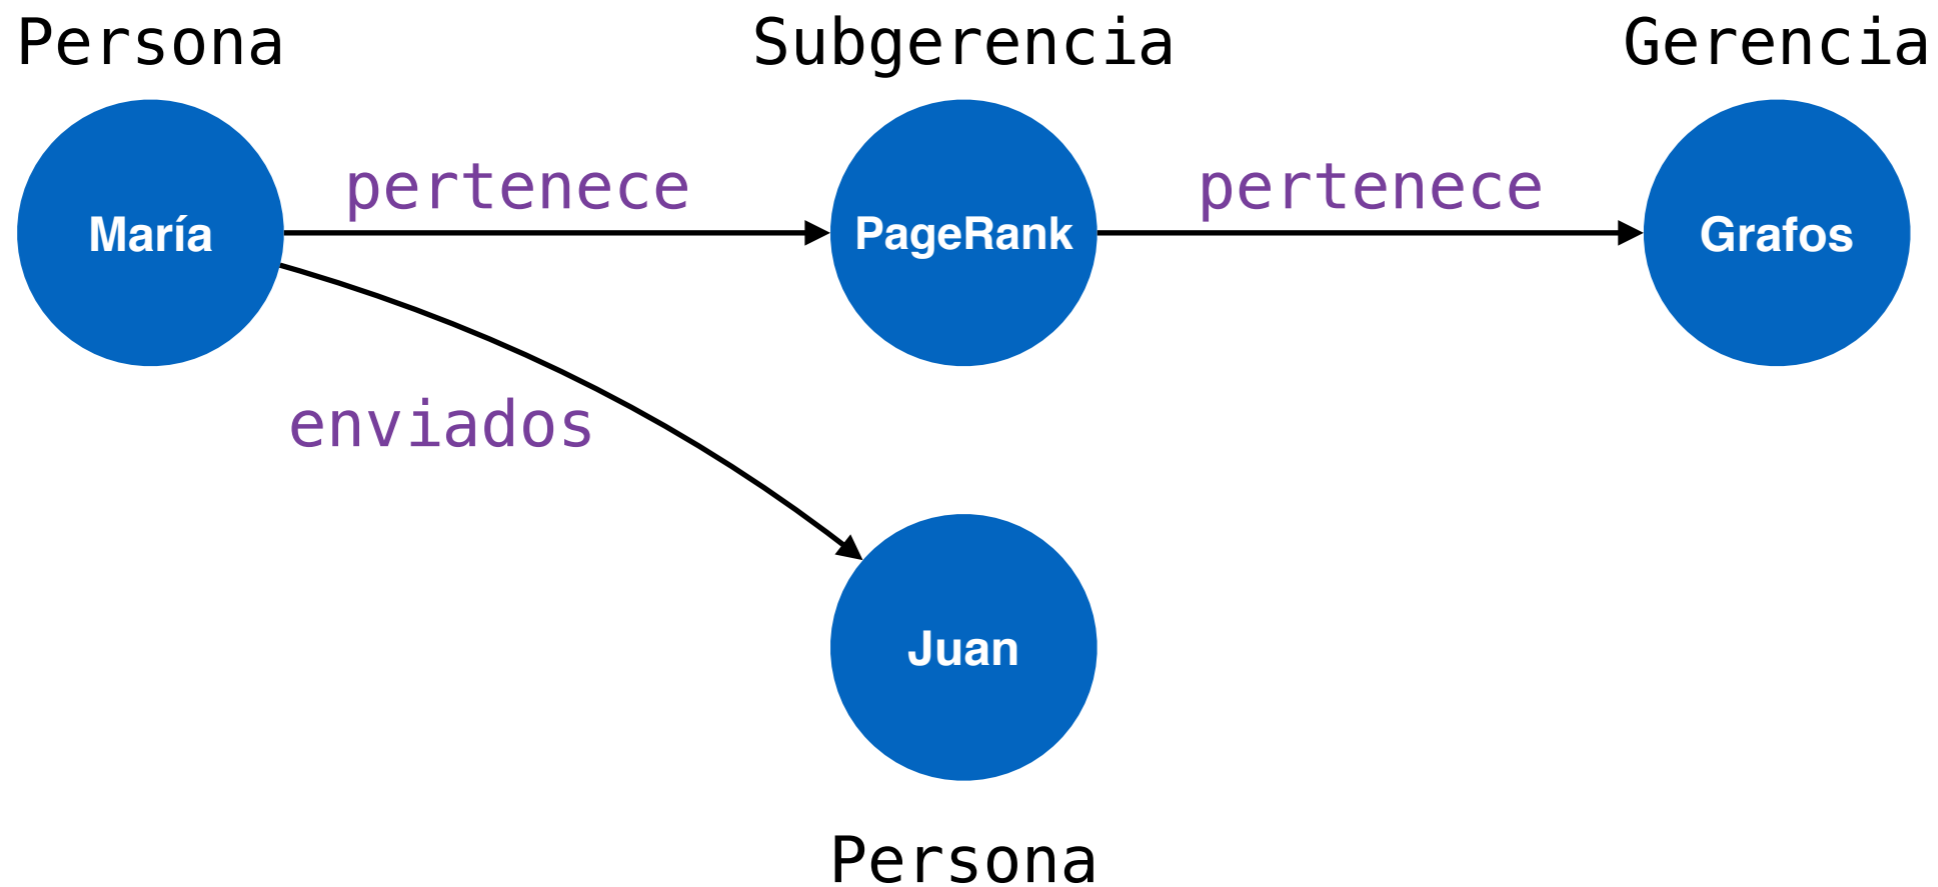 Persona
Subgerencia
Gerencia
pertenece
pertenece
María
PageRank
Grafos
enviados
Juan
Persona